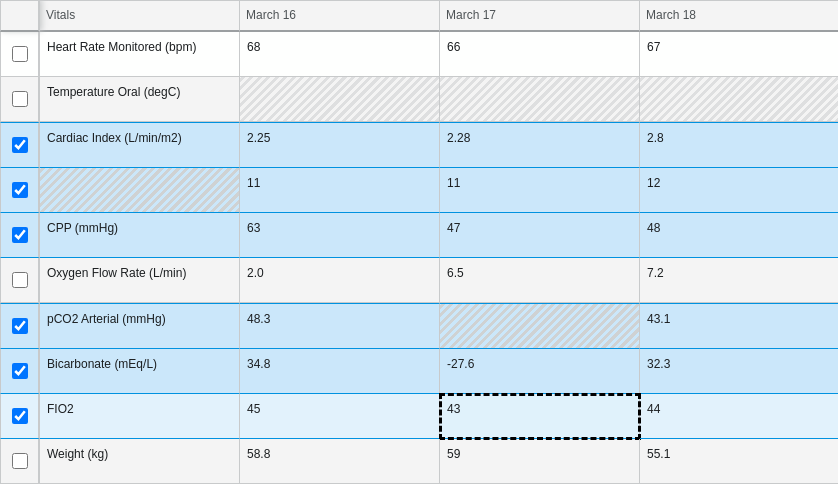 Vitals March 16 March 17 March 18
Heart Rate Monitored (bpm) 68 66 67
Temperature Oral (degC)
Cardiac Index (L/min/m2) 2.25 2.28 2.8
11 11 12
CPP (mmHg) 63 47 48
Oxygen Flow Rate (L/min) 2.0 6.5 7.2
pCO2 Arterial (mmHg) 48.3 43.1
Bicarbonate (mEq/L) 34.8 -27.6 32.3
FIO2 45 43 44
Weight (kg) 58.8 59 55.1